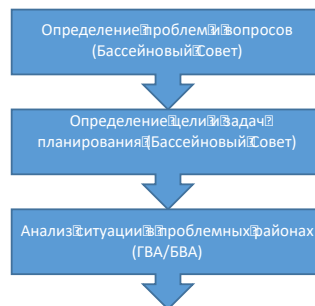 Определение проблем и вопросов
(Бассейновый Совет)
Определение цели и задач
планирования (Бассейновый Совет)
Анализ ситуации в проблемных районах
(ГВА/БВА)